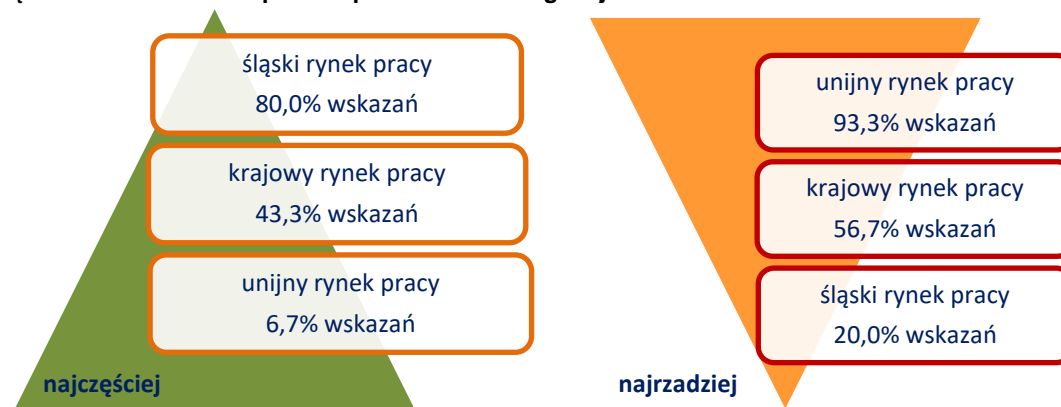 śląski rynek pracy
80,0% wskazań
krajowy rynek pracy
43,3% wskazań
unijny rynek pracy
6,7% wskazań
najczęściej
unijny rynek pracy
93,3% wskazań
krajowy rynek pracy
56,7% wskazań
śląski rynek pracy
20,0% wskazań
najrzadziej